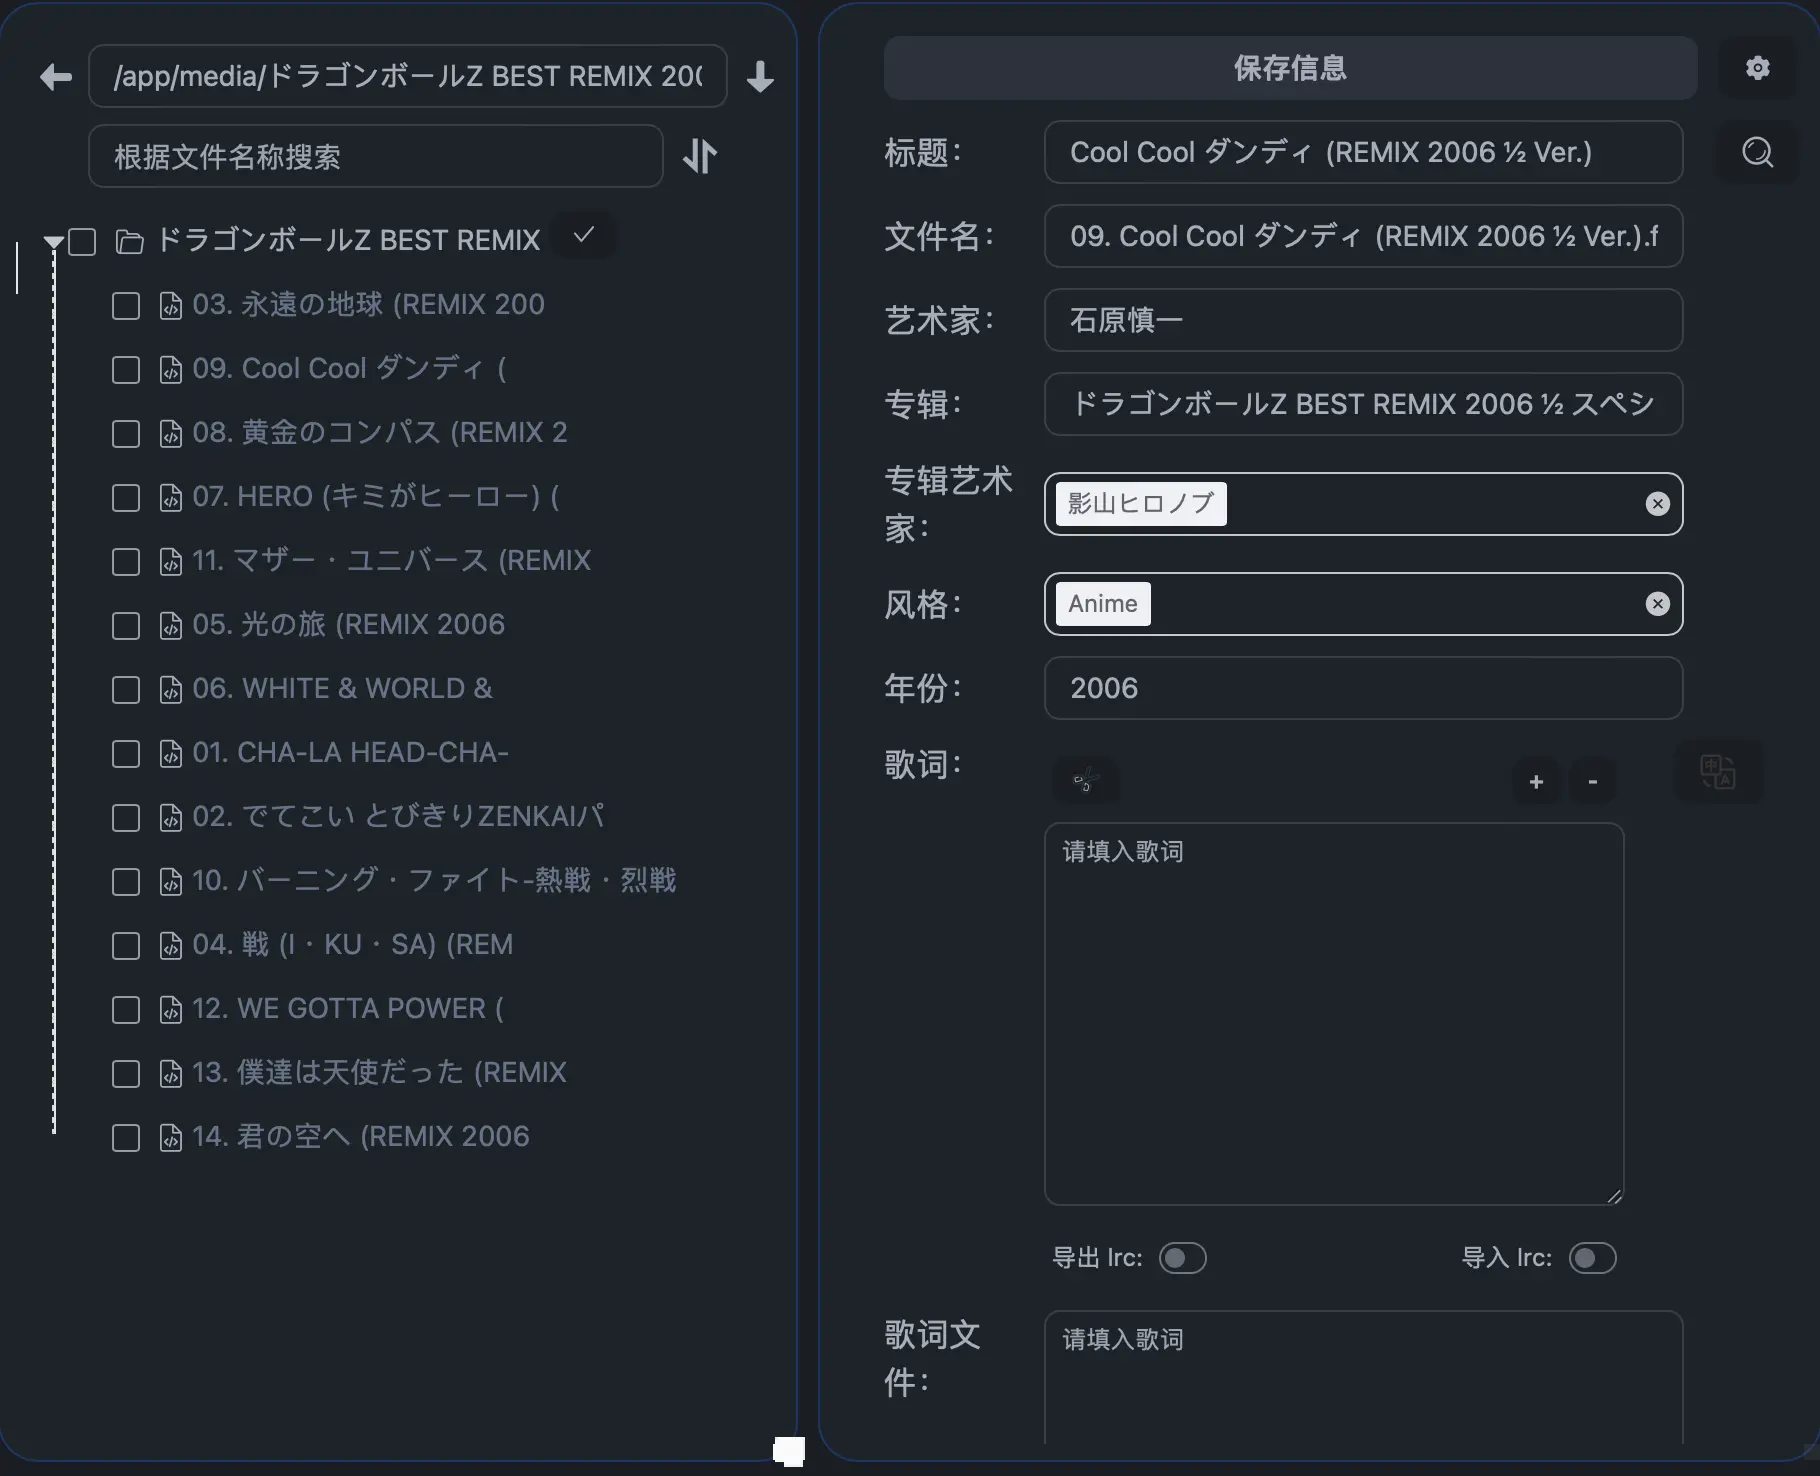 /app/media/ドラゴンボールZ BEST REMIX 200
根据文件名称搜索
ドラゴンボールZ BEST REMIX
03. 永遠の地球 (REMIX 200
09. Cool Cool ダンディ (
08. 黄金のコンパス (REMIX 2
07. HERO (キミがヒーロー) (
11. マザー・ユニバース (REMIX
05. 光の旅 (REMIX 2006
06. WHITE & WORLD &
01. CHA-LA HEAD-CHA-
02. でてこい とびきりZENKAIパ
10. バーニング・ファイト-熱戦・烈戦
04. 戦 (I・KU・SA) (REM
12. WE GOTTA POWER (
13. 僕達は天使だった (REMIX
14. 君の空へ (REMIX 2006
保存信息
标题：
Cool Cool ダンディ (REMIX 2006 ½ Ver.)
文件名：
09. Cool Cool ダンディ (REMIX 2006 ½ Ver.).f
艺术家：
石原慎一
专辑：
ドラゴンボールZ BEST REMIX 2006 ½ スペシ
专辑艺术
家：
影山ヒロノブ
风格：
Anime
年份：
2006
歌词：
+ -
中 A
请填入歌词
导出 lrc: 导入 lrc:
歌词文
件：
请填入歌词